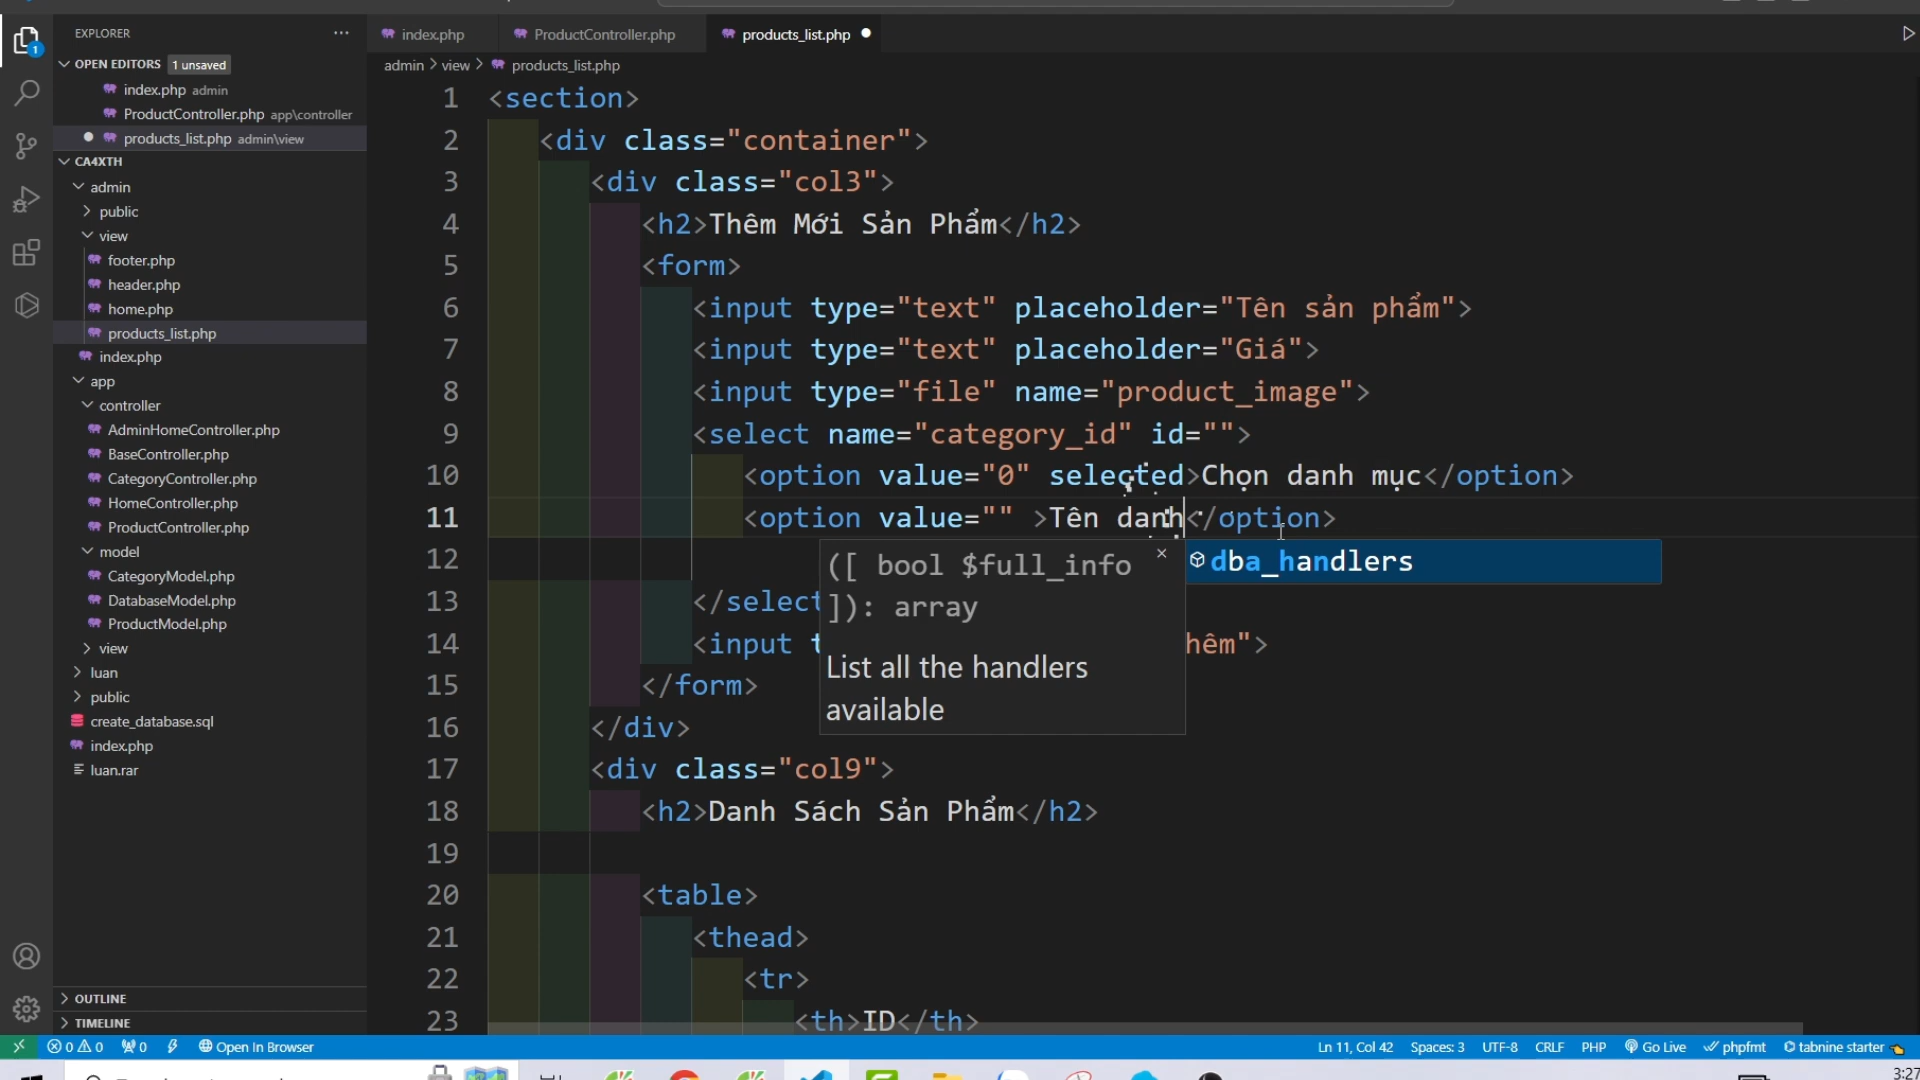 EXPLORER
OPEN EDITORS 1 unsaved
index.php admin
ProductController.php app\controller
products_list.php admin\view
CA4XTH
admin
public
view
footer.php
header.php
home.php
products_list.php
index.php
app
controller
AdminHomeController.php
BaseController.php
CategoryController.php
HomeController.php
ProductController.php
model
CategoryModel.php
DatabaseModel.php
ProductModel.php
view
luan
public
create_database.sql
index.php
luan.rar
OUTLINE
TIMELINE
index.php ProductController.php products_list.php
admin > view > products_list.php
1 <section>
2 <div class="container">
3 <div class="col3">
4 <h2>Thêm Mới Sản Phẩm</h2>
5 <form>
6 <input type="text" placeholder="Tên sản phẩm">
7 <input type="text" placeholder="Giá">
8 <input type="file" name="product_image">
9 <select name="category_id" id="">
10 <option value="0" selected>Chọn danh mục</option>
11 <option value="" >Tên danh</option>
12
13 </select
14 <input t hêm">
15 </form>
16 </div>
17 <div class="col9">
18 <h2>Danh Sách Sản Phẩm</h2>
19
20 <table>
21 <thead>
22 <tr>
23 <th>ID</th>
([ bool $full_info
]): array
List all the handlers
available
dba_handlers
0 0 0 Open In Browser Ln 11, Col 42 Spaces: 3 UTF-8 CRLF PHP Go Live phpfmt tabnine starter
3:27
1